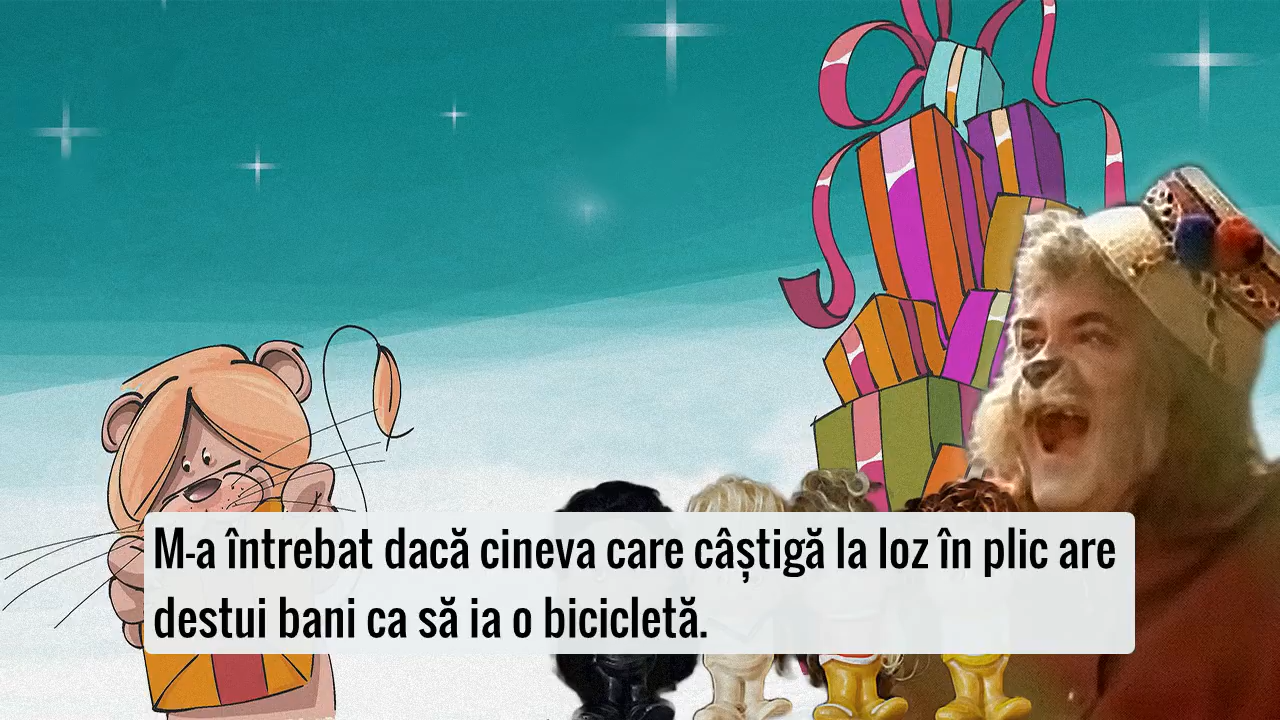 M-a întrebat dacă cineva care câștigă la loz în plic are
destui bani ca să ia o bicicletă.